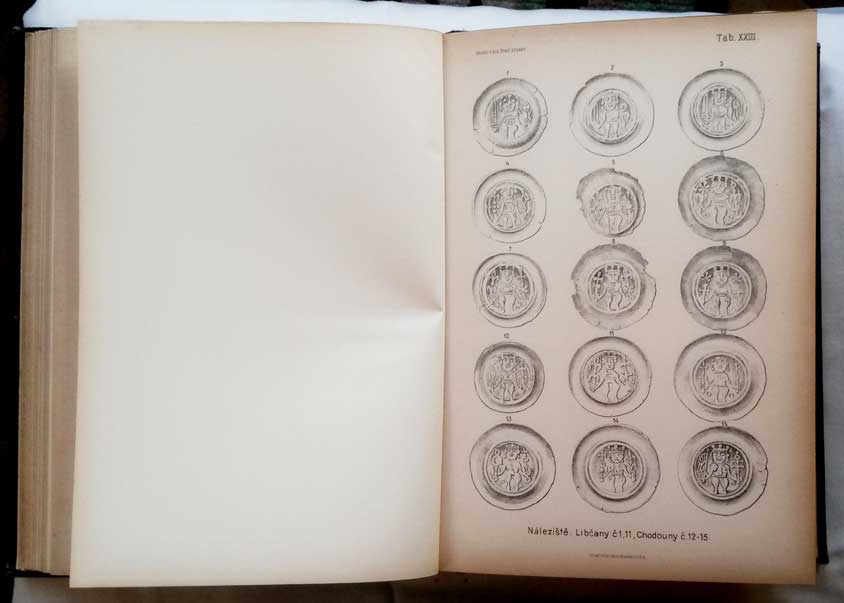 Tab. XXIII.
1 2 3
4 5 6
7 8 9
10 11 12
13 14 15
Náleziště: Libčany č.1,11, Chodouny č.12-15.